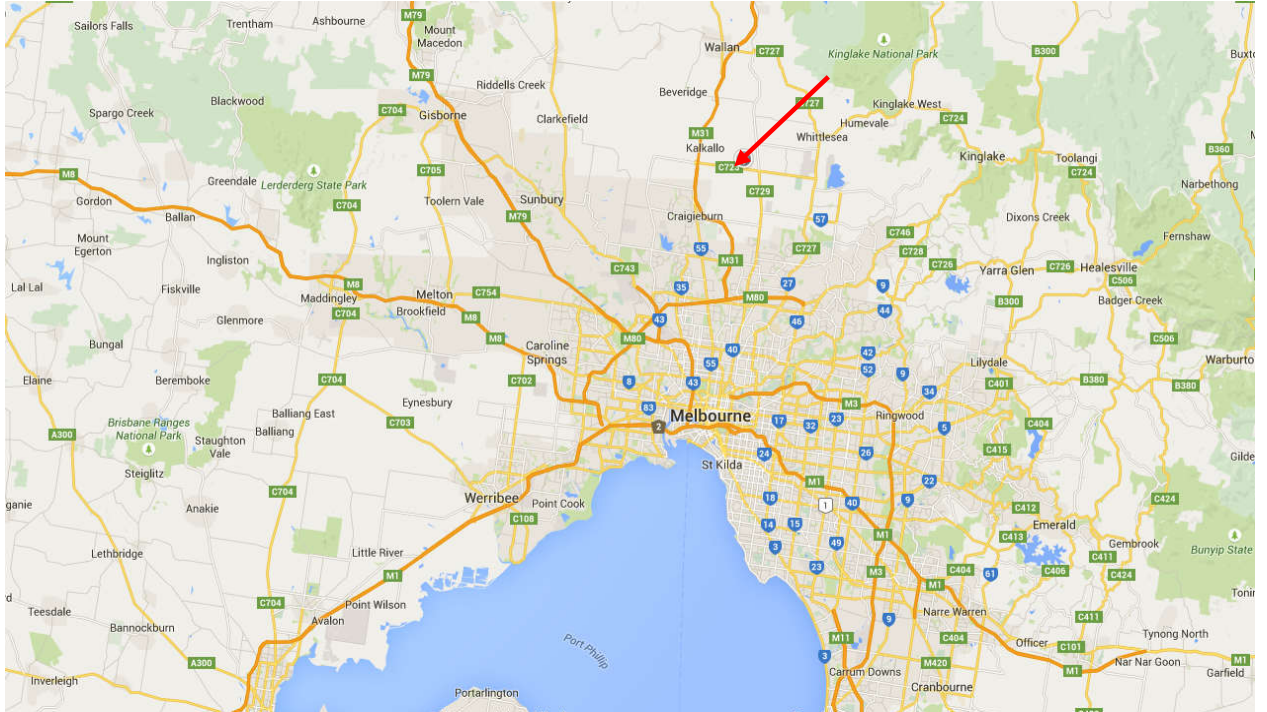 Sailors Falls
Trentham
Ashbourne
M79
Mount
Macedon
Wallan
C727
Kinglake National Park
B300
M79
Riddells Creek
Beveridge
Blackwood
Spargo Creek
C704
Gisborne
Clarkefield
Kinglake West
C724
Humevale
Whittlesea
M31
Kalkallo
B360
Kinglake
Toolangi
C724
M8
Greendale
Lerderderg State Park
C705
C729
Narbethong
Gordon
Ballan
C704
Toolern Vale
Sunbury
M79
Craigieburn
57
Dixons Creek
Mount
Egerton
55
C727
C746
C728
Fernshaw
Ingliston
C743
M31
C726
Yarra Glen
C726
Healesville
C506
Lal Lal
Fiskville
M8
Maddingley
C704
Melton
C754
Brookfield
M8
35
M80
27
9
44
B300
Badger Creek
Glenmore
43
46
Bungal
M8
Caroline
Springs
M80
40
55
42
52
C506
Lilydale
Elaine
Beremboke
C704
C702
8
43
9
34
C401
B380
B380
Eynesbury
Brisbane Ranges
National Park
Balliang East
Balliang
C703
83
Melbourne
2
M3
17
32
23
Ringwood
5
C404
A300
Staughton
Vale
24
26
C415
Steiglitz
St Kilda
M1
22
C704
Werribee
Point Cook
C108
18
1
40
9
C424
C412
Anakie
14
15
Emerald
M1
C413
Gembrook
Lethbridge
Little River
3
49
C411
Bunyip State
M1
23
M3
C404
61
C406
C424
M1
C704
Point Wilson
Avalon
Teesdale
Bannockburn
9
Narre Warren
C411
Port Phillip
M11
C404
Officer
C101
Tynong North
A300
3
M420
M1
Nar Nar Goon
M1
Garfield
Inverleigh
Carrum Downs
Cranbourne
Portarlington